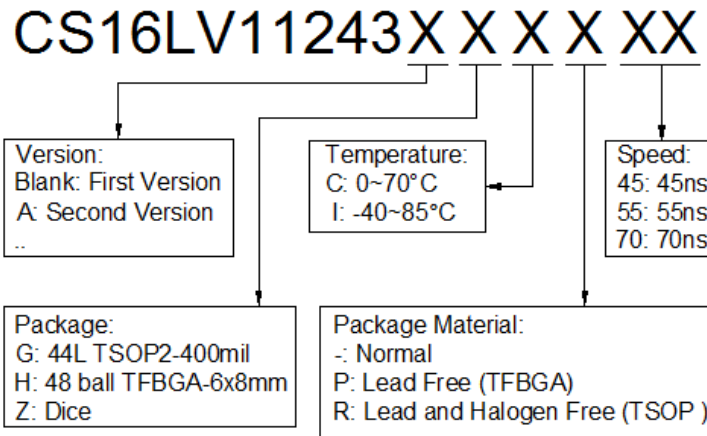 CS16LV11243X X X X XX
Version:
Blank: First Version
A: Second Version
..
Temperature:
C: 0~70°C
I: -40~85°C
Speed:
45: 45ns
55: 55ns
70: 70ns
Package:
G: 44L TSOP2-400mil
H: 48 ball TFBGA-6x8mm
Z: Dice
Package Material:
-: Normal
P: Lead Free (TFBGA)
R: Lead and Halogen Free (TSOP )